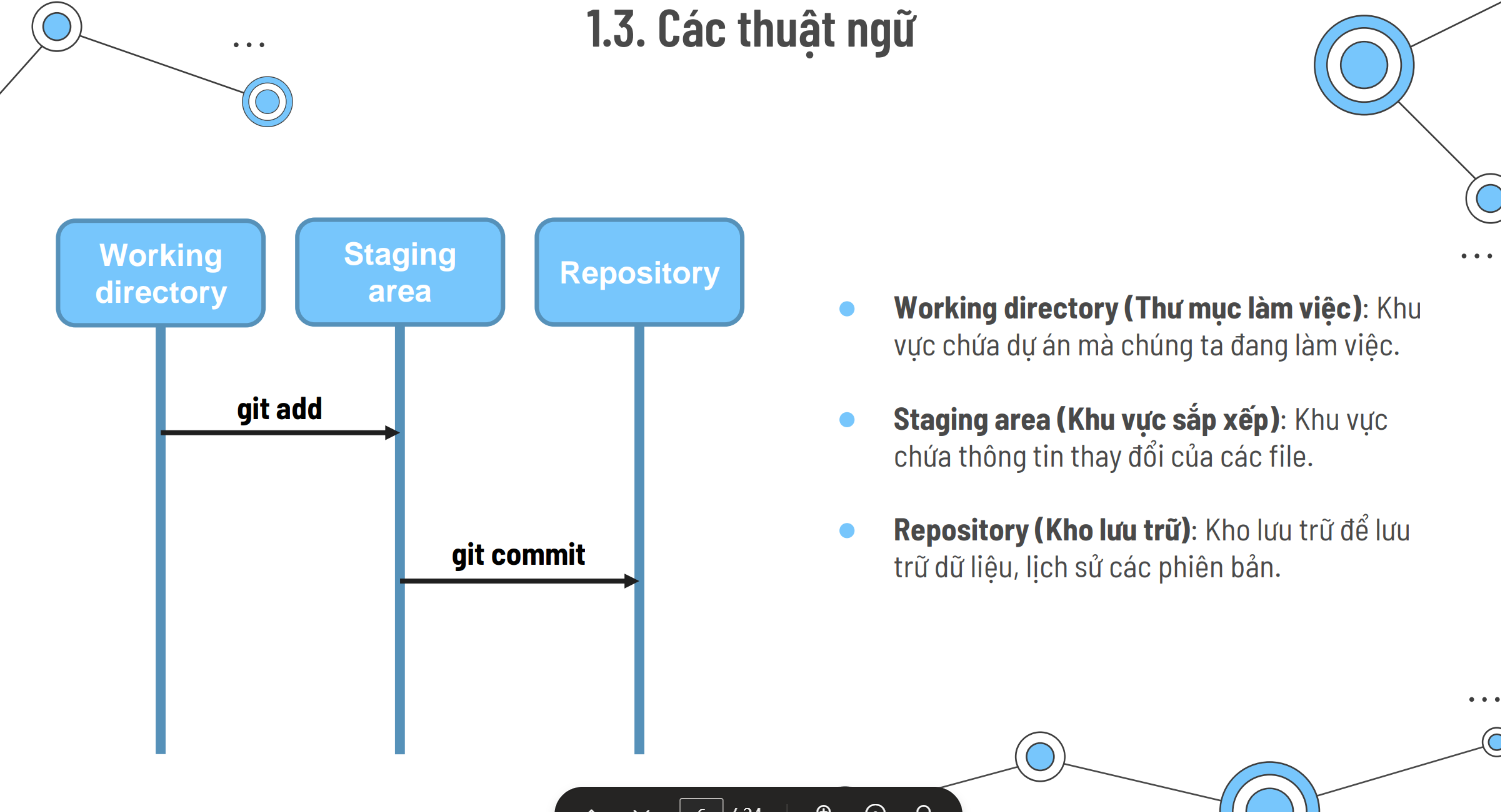 1.3. Các thuật ngữ
Working
directory
Staging
area
Repository
git add
git commit
Working directory (Thư mục làm việc): Khu
vực chứa dự án mà chúng ta đang làm việc.
Staging area (Khu vực sắp xếp): Khu vực
chứa thông tin thay đổi của các file.
Repository (Kho lưu trữ): Kho lưu trữ để lưu
trữ dữ liệu, lịch sử các phiên bản.